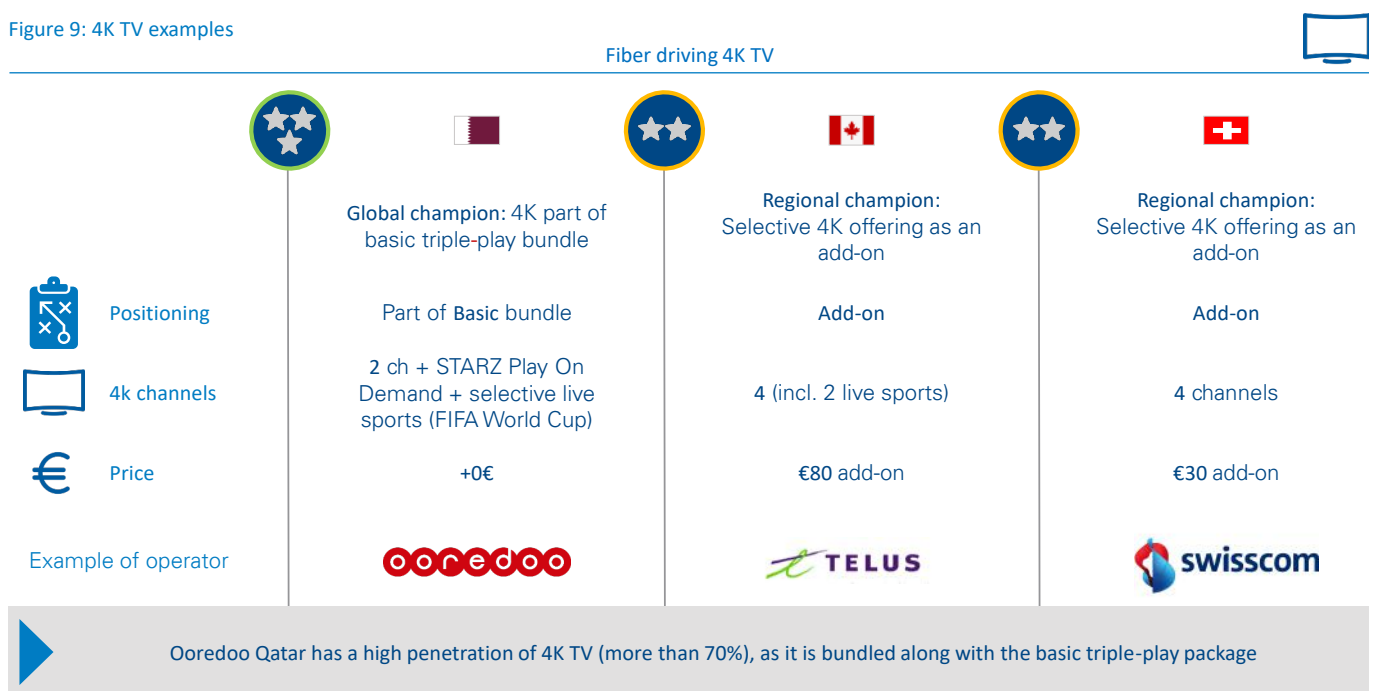 Figure 9: 4K TV examples
Fiber driving 4K TV
Global champion: 4K part of
basic triple-play bundle
Regional champion:
Selective 4K offering as an
add-on
Regional champion:
Selective 4K offering as an
add-on
Positioning
Part of Basic bundle
Add-on
Add-on
4k channels
2 ch + STARZ Play On
Demand + selective live
sports (FIFA World Cup)
4 (incl. 2 live sports)
4 channels
€
Price
+0€
€80 add-on
€30 add-on
Example of operator
ooredoo
TELUS
swisscom
Ooredoo Qatar has a high penetration of 4K TV (more than 70%), as it is bundled along with the basic triple-play package